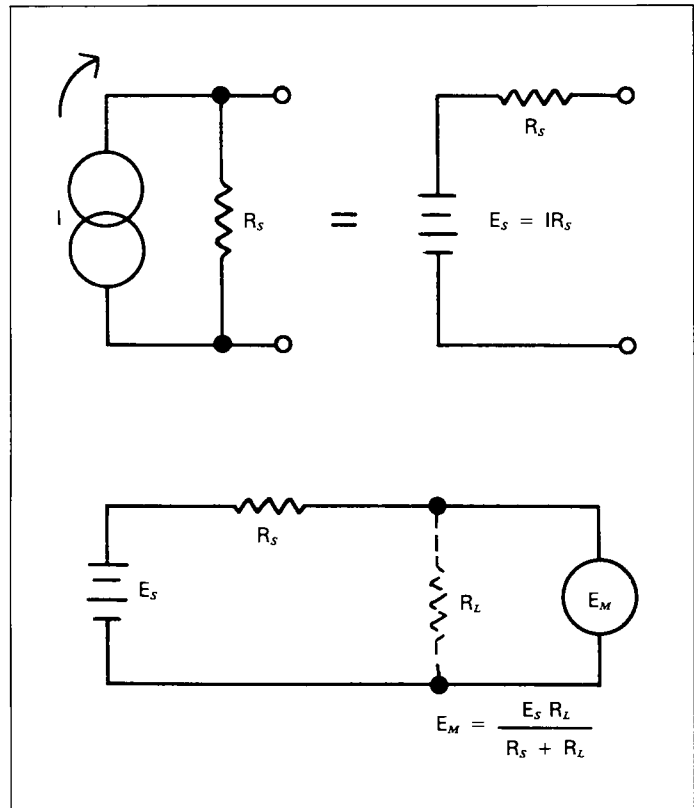 I
R_S
=
R_S
E_S = IR_S
R_S
E_S
R_L
E_M
E_M = E_S R_L / R_S + R_L